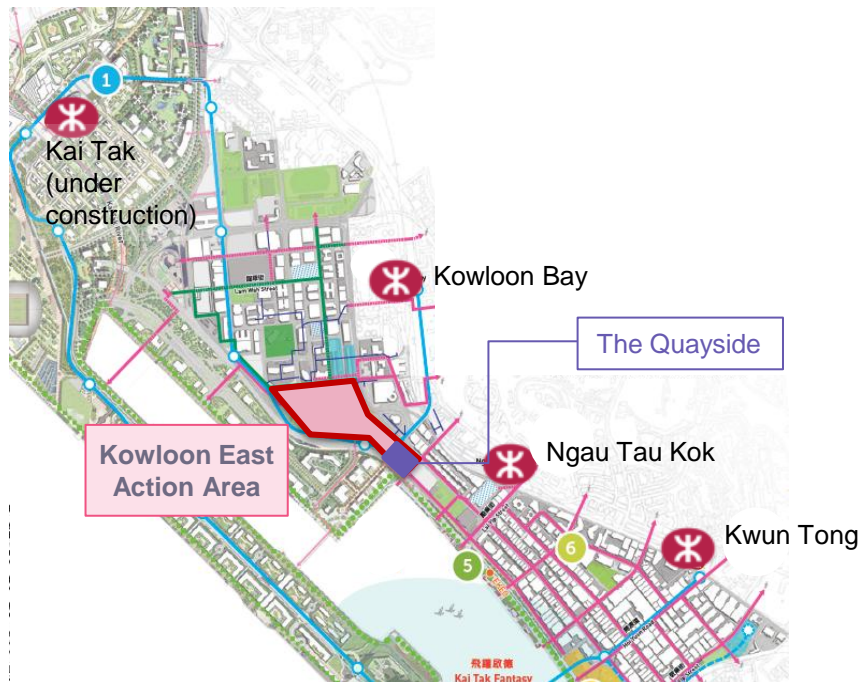 1
Kai Tak
(under
construction)
Kowloon Bay
Lam Wah Street
The Quayside
Kowloon East
Action Area
Ngau Tau Kok
Kwun Tong
6
5
飛躍啟德
Kai Tak Fantasy